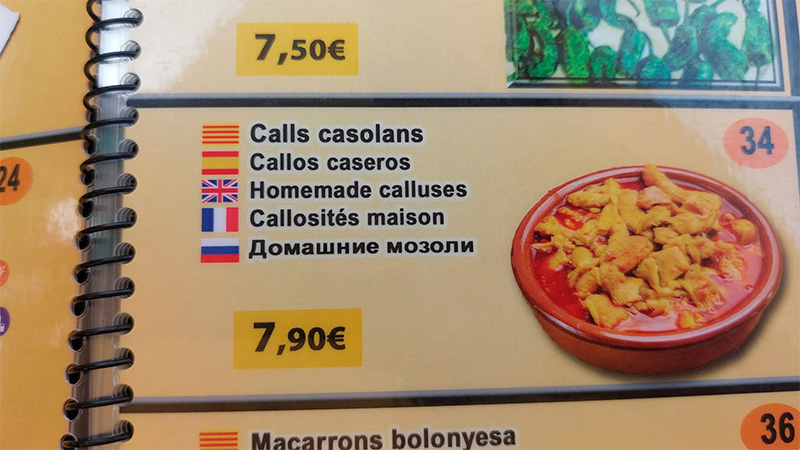 7,50€
24
Calls casolans
34
Callos caseros
Homemade calluses
Callosités maison
Домашние мозоли
7,90€
36
Macarrons bolonyesa